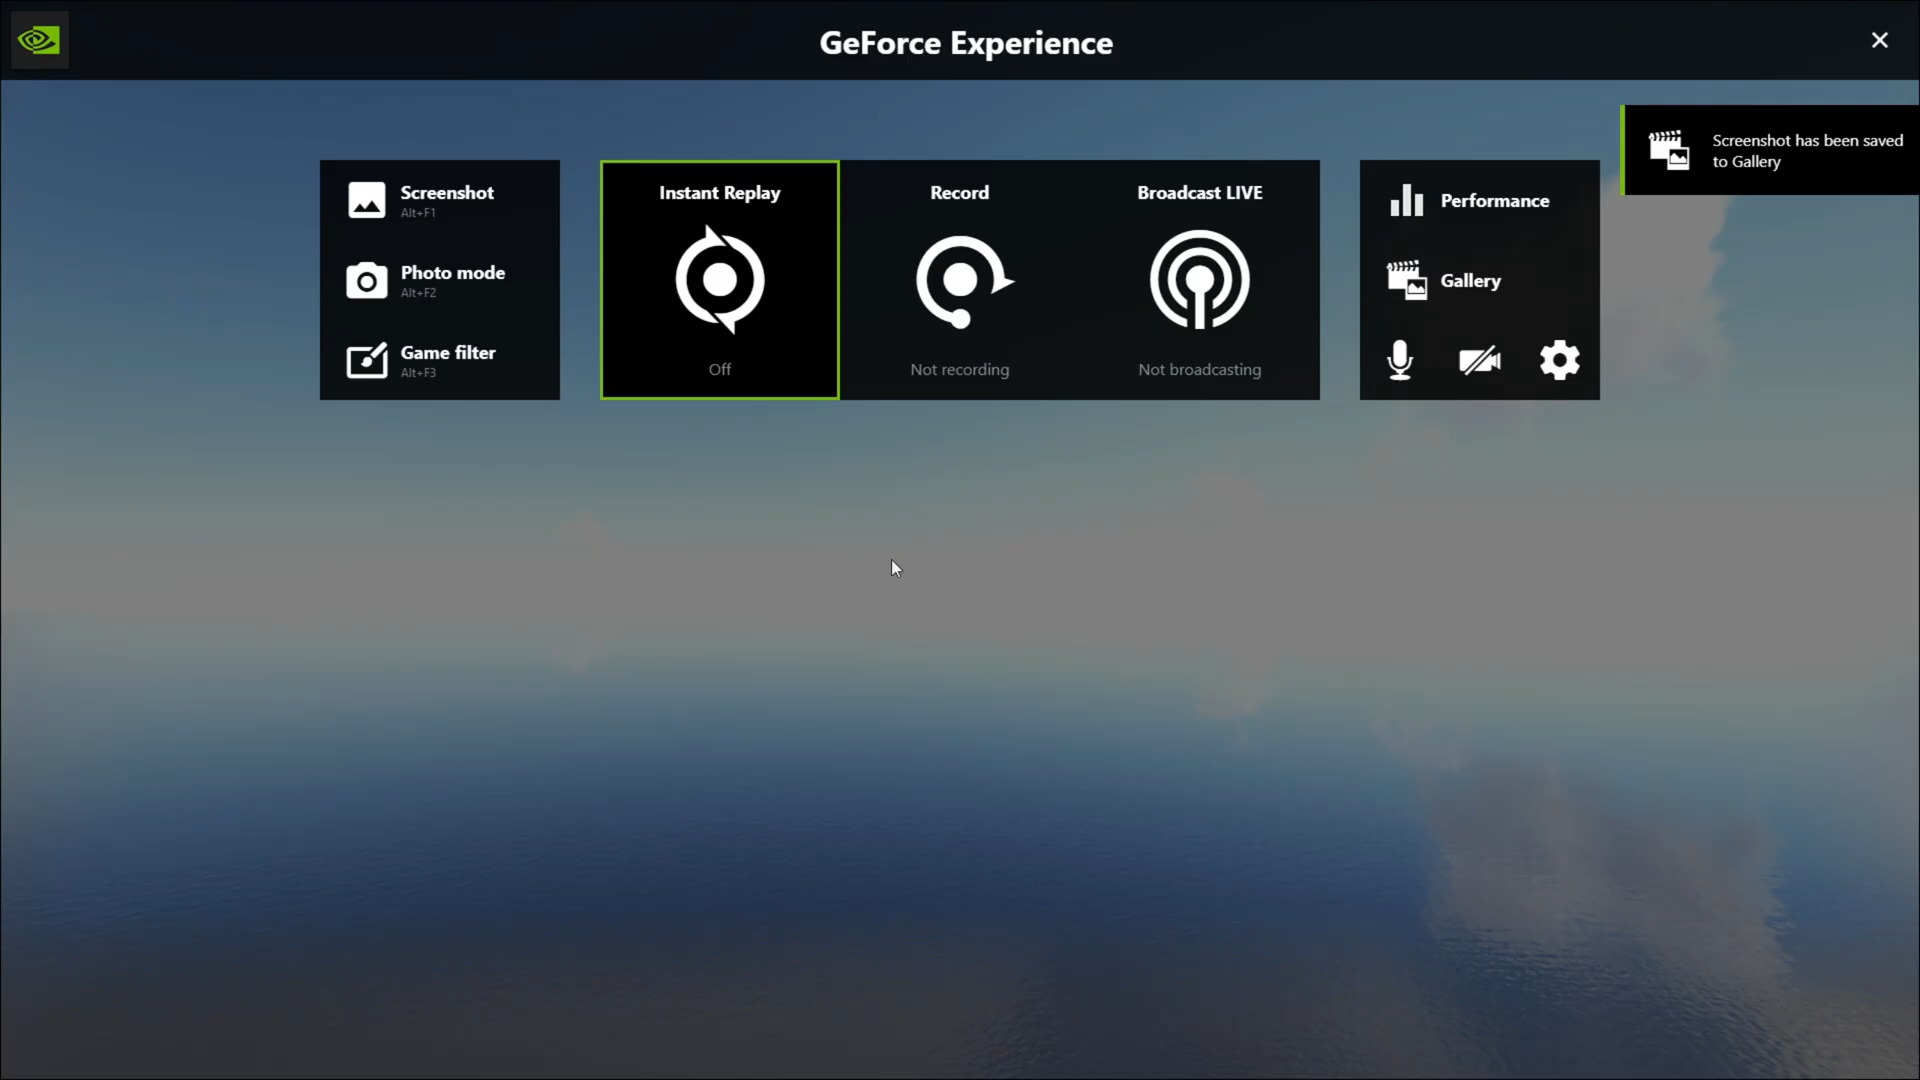 GeForce Experience
Screenshot has been saved
to Gallery
Screenshot
Alt+F1
Photo mode
Alt+F2
Game filter
Alt+F3
Instant Replay
Off
Record
Not recording
Broadcast LIVE
Not broadcasting
Performance
Gallery